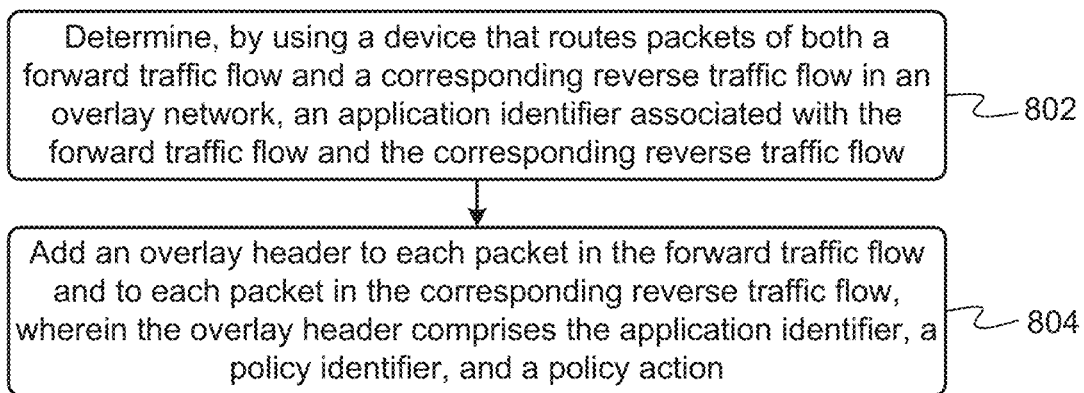 Determine, by using a device that routes packets of both a
forward traffic flow and a corresponding reverse traffic flow in an
overlay network, an application identifier associated with the
forward traffic flow and the corresponding reverse traffic flow
802
Add an overlay header to each packet in the forward traffic flow
and to each packet in the corresponding reverse traffic flow,
wherein the overlay header comprises the application identifier, a
policy identifier, and a policy action
804